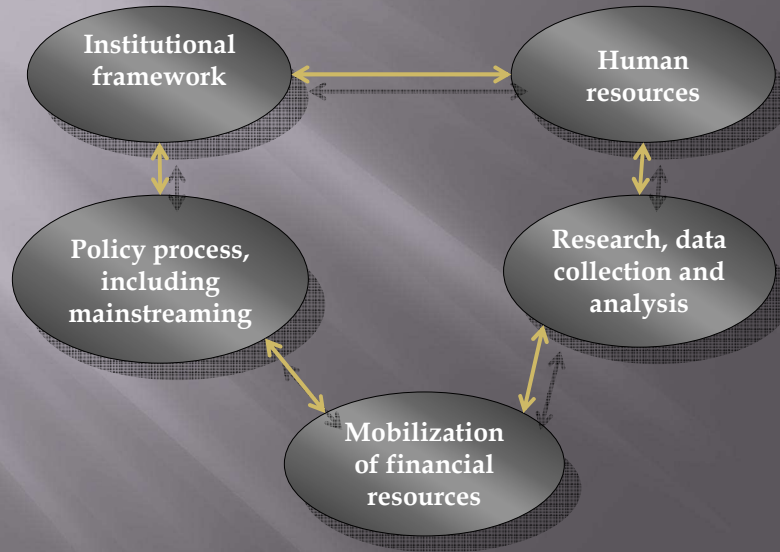 Institutional
framework
Human
resources
Policy process,
including
mainstreaming
Research, data
collection and
analysis
Mobilization
of financial
resources